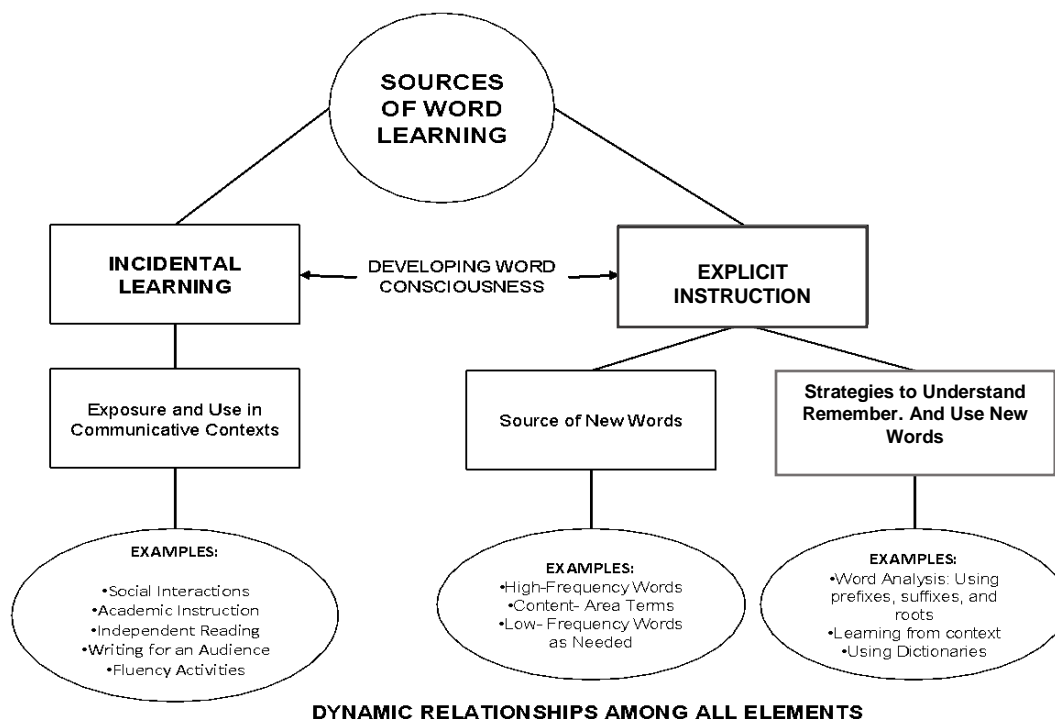 SOURCES
OF WORD
LEARNING
INCIDENTAL
LEARNING
DEVELOPING WORD
CONSCIOUSNESS
EXPLICIT
INSTRUCTION
Exposure and Use in
Communicative Contexts
Source of New Words
Strategies to Understand
Remember. And Use New
Words
EXAMPLES:
•Social Interactions
•Academic Instruction
•Independent Reading
•Writing for an Audience
•Fluency Activities
EXAMPLES:
•High-Frequency Words
•Content- Area Terms
•Low- Frequency Words
as Needed
EXAMPLES:
•Word Analysis: Using
prefixes, suffixes, and
roots
•Learning from context
•Using Dictionaries
DYNAMIC RELATIONSHIPS AMONG ALL ELEMENTS